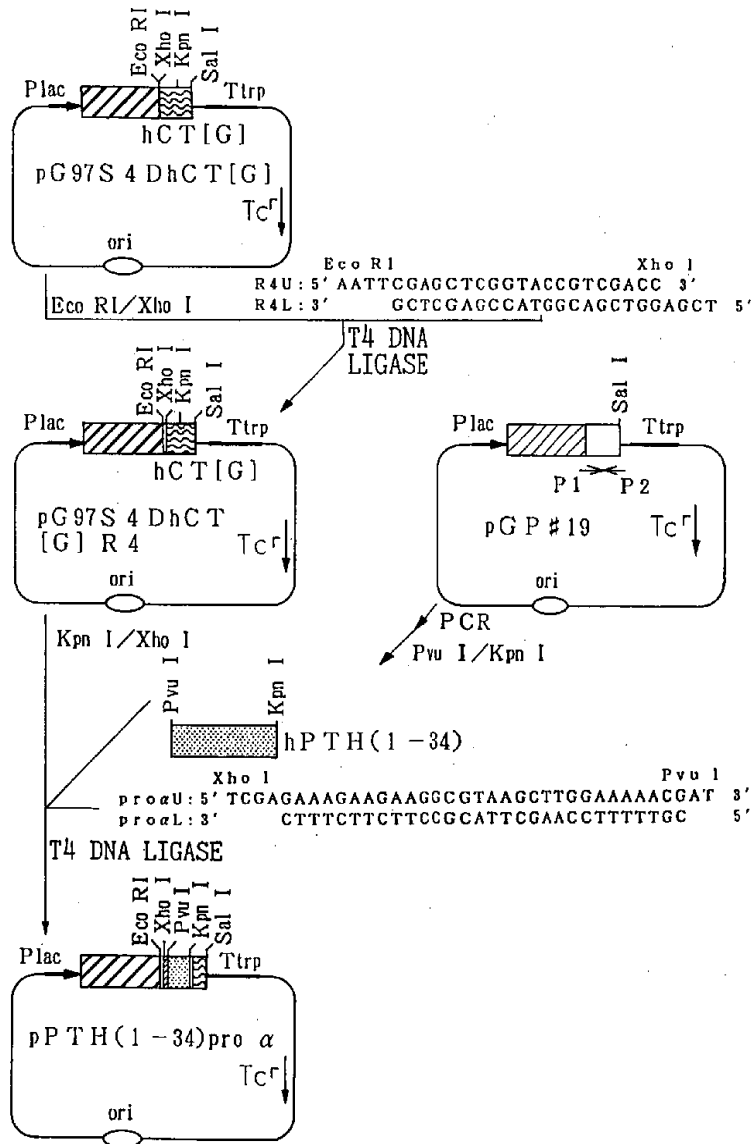 Eco RI
Xho I
Kpn I
Sal I
Plac
Ttrp
hCT[G]
pG97S4DhCT[G]
Tcr
ori
Eco RI
Xho I
R4U: 5' AATTCGAGCTCGGTACCGTCGACC 3'
R4L: 3' GCTCGAGCCATGGCAGCTGGAGCT 5'
Eco RI/Xho I
T4 DNA
LIGASE
Eco RI
Xho I
Kpn I
Sal I
Plac
Ttrp
hCT[G]
pG97S4DhCT
[G]R4
Tcr
ori
Sal I
Plac
Ttrp
P1
P2
pGP#19
Tcr
ori
Kpn I/Xho I
PCR
Pvu I/Kpn I
Pvu I
Kpn I
hPTH(1-34)
Xho I
Pvu I
proαU: 5' TCGAGAAAGAAGAAGGCGTAAGCTTGGAAAAACGAT 3'
proαL: 3' CTTTCTTCTTCCGCATTCGAACCTTTTTGC 5'
T4 DNA LIGASE
Eco RI
Xho I
Pvu I
Kpn I
Sal I
Plac
Ttrp
pPTH(1-34)pro α
Tcr
ori